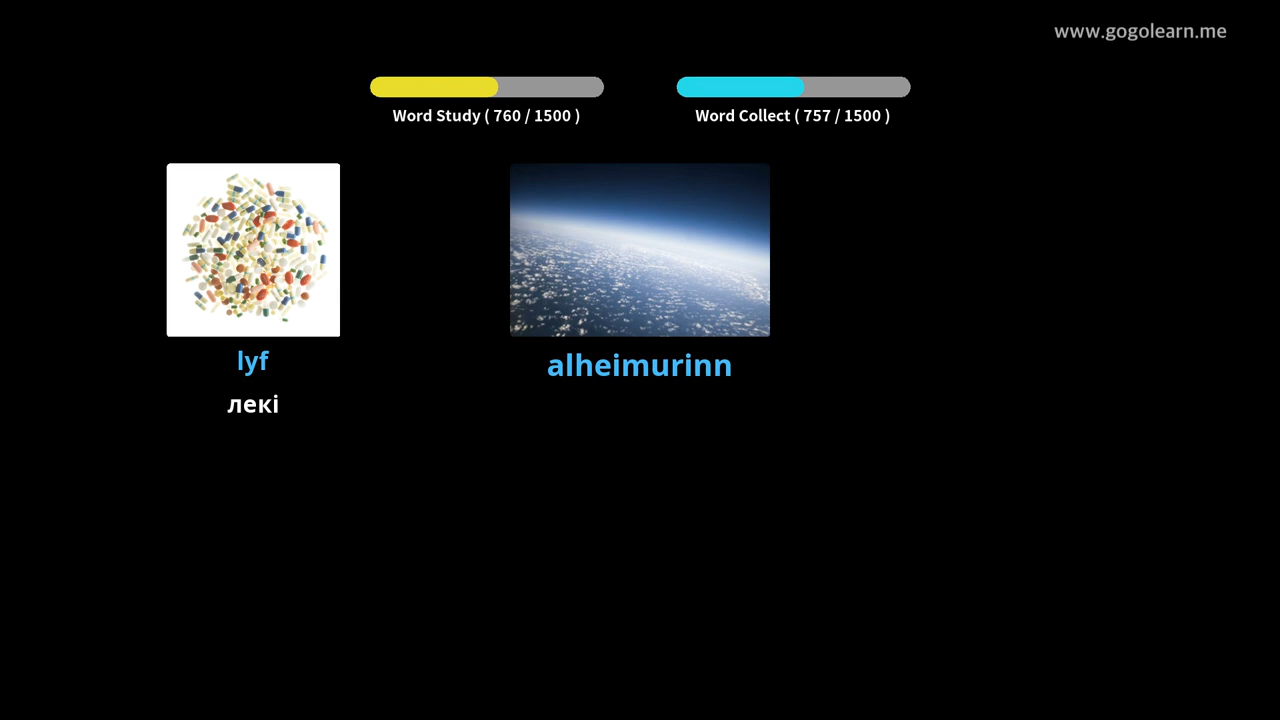 www.gogolearn.me
Word Study ( 760 / 1500 )
Word Collect ( 757 / 1500 )
lyf
лекі
alheimurinn